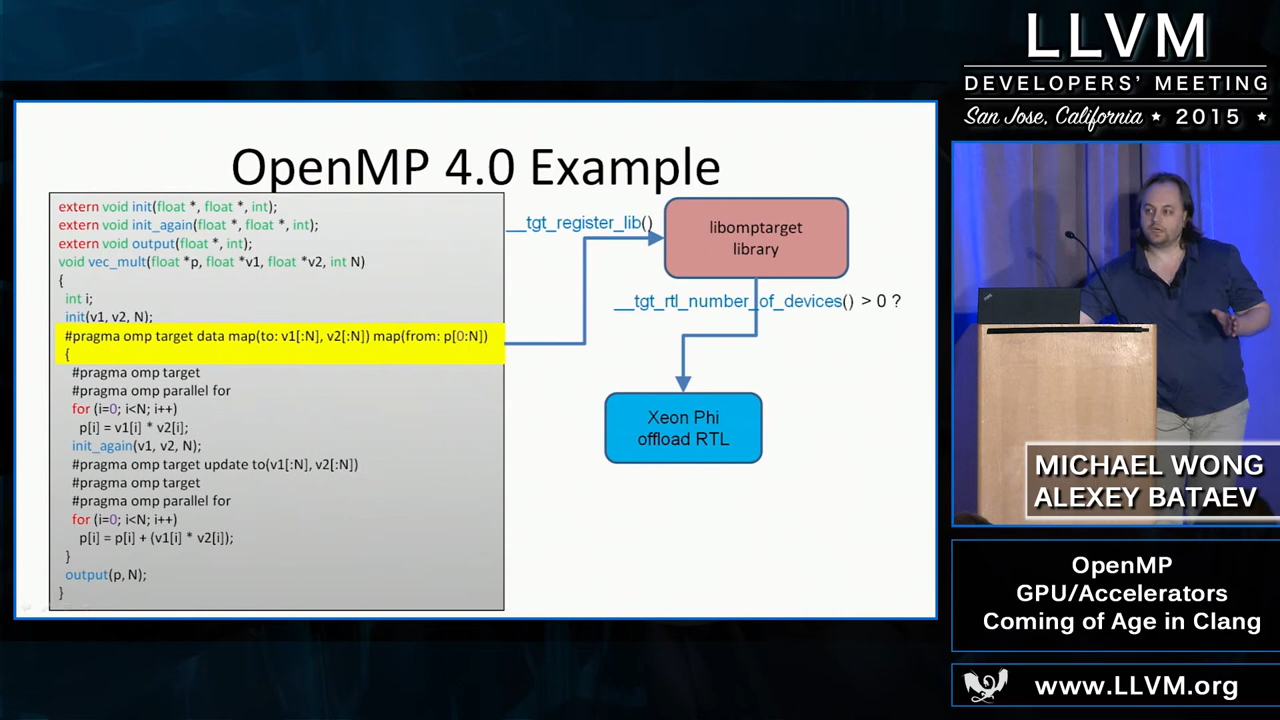 OpenMP 4.0 Example
extern void init(float *, float *, int);
extern void init_again(float *, float *, int);
extern void output(float *, int);
void vec_mult(float *p, float *v1, float *v2, int N)
{
int i;
init(v1, v2, N);
#pragma omp target data map(to: v1[:N], v2[:N]) map(from: p[0:N])
{
#pragma omp target
#pragma omp parallel for
for (i=0; i<N; i++)
p[i] = v1[i] * v2[i];
init_again(v1, v2, N);
#pragma omp target update to(v1[:N], v2[:N])
#pragma omp target
#pragma omp parallel for
for (i=0; i<N; i++)
p[i] = p[i] + (v1[i] * v2[i]);
}
output(p, N);
}
__tgt_register_lib()
libomptarget
library
__tgt_rtl_number_of_devices() > 0 ?
Xeon Phi
offload RTL
LLVM
DEVELOPERS' MEETING
San Jose, California ★ 2015 ★
MICHAEL WONG
ALEXEY BATAEV
OpenMP
GPU/Accelerators
Coming of Age in Clang
www.LLVM.org